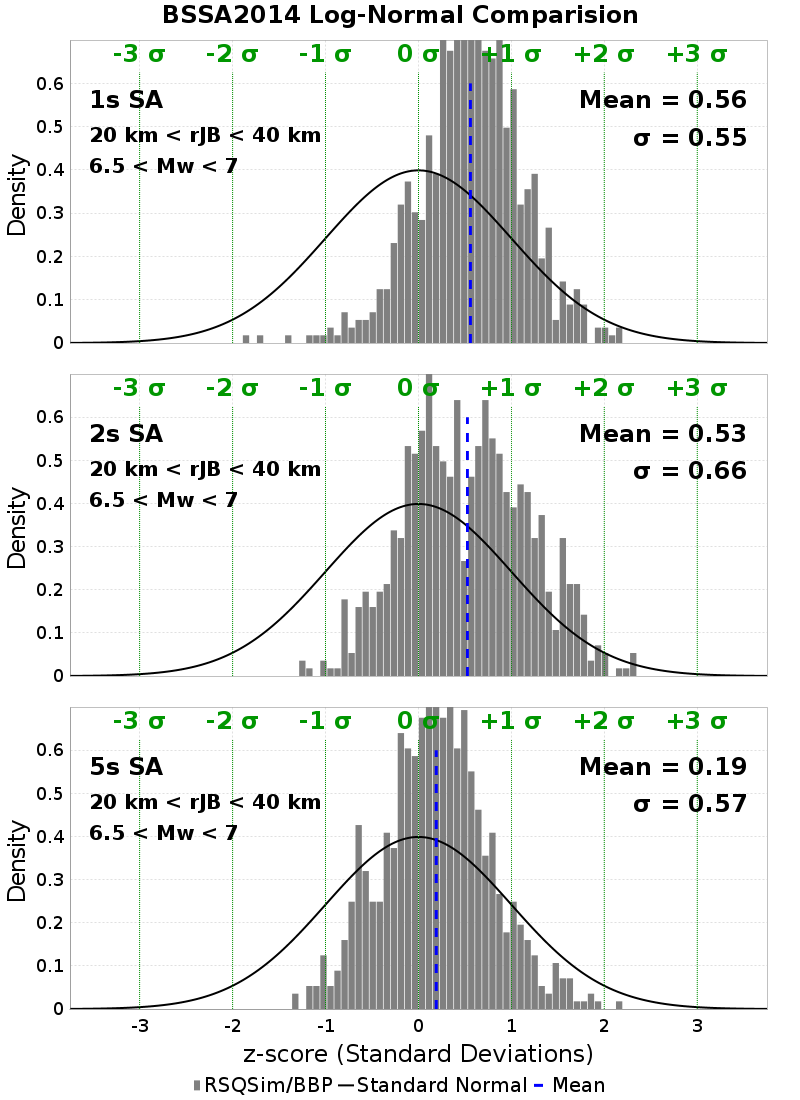 BSSA2014 Log-Normal Comparision
-3 σ -2 σ -1 σ 0 σ +1 σ +2 σ +3 σ
1s SA
20 km < rJB < 40 km
6.5 < Mw < 7
Mean = 0.56
σ = 0.55
Density
0.6
0.5
0.4
0.3
0.2
0.1
0
-3 σ -2 σ -1 σ 0 σ +1 σ +2 σ +3 σ
2s SA
20 km < rJB < 40 km
6.5 < Mw < 7
Mean = 0.53
σ = 0.66
Density
0.6
0.5
0.4
0.3
0.2
0.1
0
-3 σ -2 σ -1 σ 0 σ +1 σ +2 σ +3 σ
5s SA
20 km < rJB < 40 km
6.5 < Mw < 7
Mean = 0.19
σ = 0.57
Density
0.6
0.5
0.4
0.3
0.2
0.1
0
-3 -2 -1 0 1 2 3
z-score (Standard Deviations)
RSQSim/BBP Standard Normal Mean